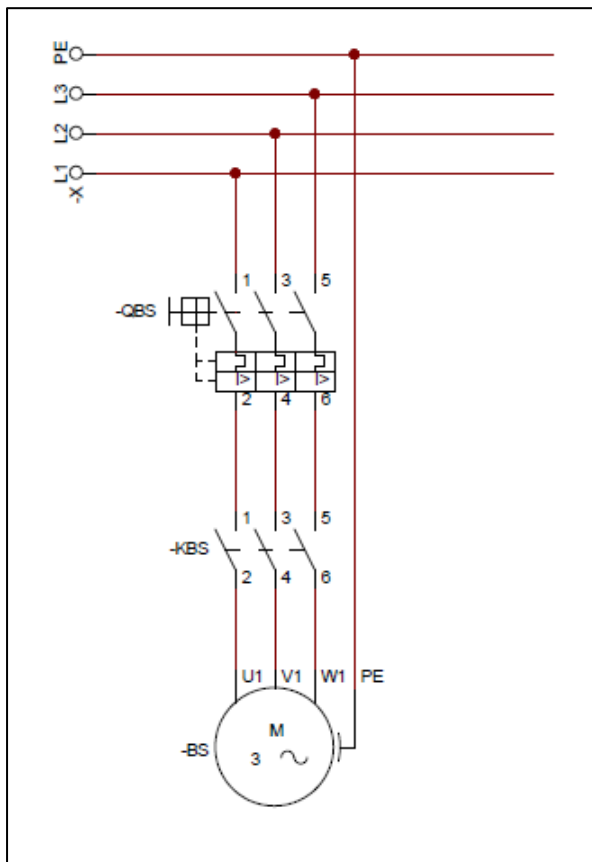 PE
L3
L2
L1
-X
1 3 5
-QBS
I> I> I>
2 4 6
1 3 5
-KBS
2 4 6
U1 V1 W1 PE
M
-BS
3